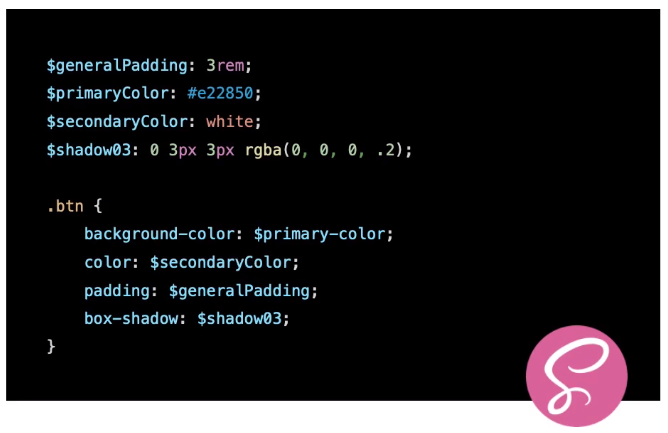 $generalPadding: 3rem;
$primaryColor: #e22850;
$secondaryColor: white;
$shadow03: 0 3px 3px rgba(0, 0, 0, .2);
.btn {
background-color: $primary-color;
color: $secondaryColor;
padding: $generalPadding;
box-shadow: $shadow03;
}